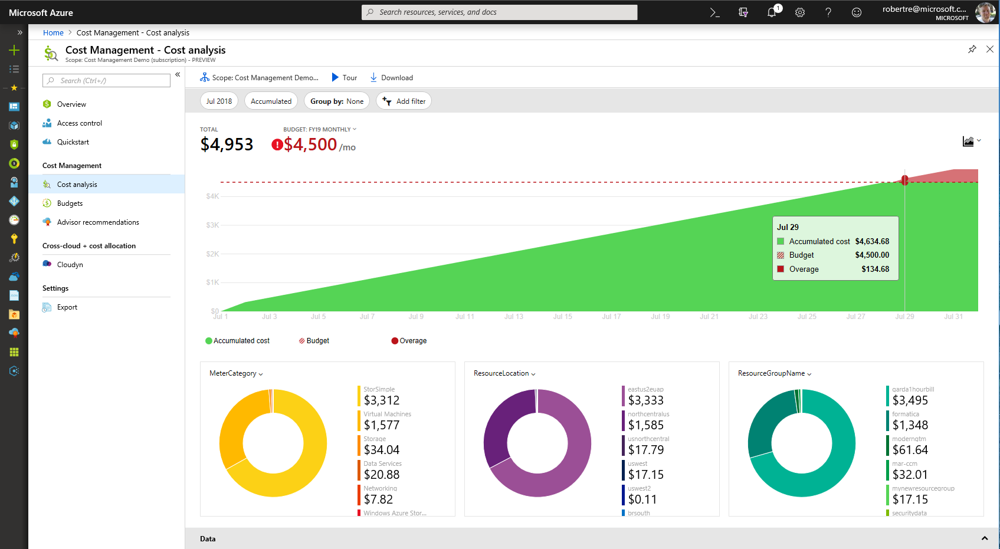 Microsoft Azure
Search resources, services, and docs
1
robertre@microsoft.c...
MICROSOFT
Home > Cost Management - Cost analysis
Cost Management - Cost analysis
Scope: Cost Management Demo (subscription) - PREVIEW
Search (Ctrl+/)
Overview
Access control
Quickstart
Cost Management
Cost analysis
Budgets
Advisor recommendations
Cross-cloud + cost allocation
Cloudyn
Settings
Export
Scope: Cost Management Demo... Tour Download
Jul 2018 Accumulated Group by: None Add filter
TOTAL
$4,953
BUDGET: FY19 MONTHLY
$4,500 /mo
$4K
$3K
$2K
$1K
$0
Jul 1 Jul 3 Jul 5 Jul 7 Jul 9 Jul 11 Jul 13 Jul 15 Jul 17 Jul 19 Jul 21 Jul 23 Jul 25 Jul 27 Jul 29 Jul 31
Jul 29
Accumulated cost $4,634.68
Budget $4,500.00
Overage $134.68
Accumulated cost Budget Overage
MeterCategory
StorSimple
$3,312
Virtual Machines
$1,577
Storage
$34.04
Data Services
$20.88
Networking
$7.82
Windows Azure Stor...
ResourceLocation
eastus2euap
$3,333
northcentralus
$1,585
usnorthcentral
$17.79
uswest
$17.15
uswest2
$0.11
brsouth
ResourceGroupName
qarda1hourbill
$3,495
formatica
$1,348
moderngtm
$61.64
mar-ccm
$32.01
mynewresourcegroup
$17.15
securitydata
Data